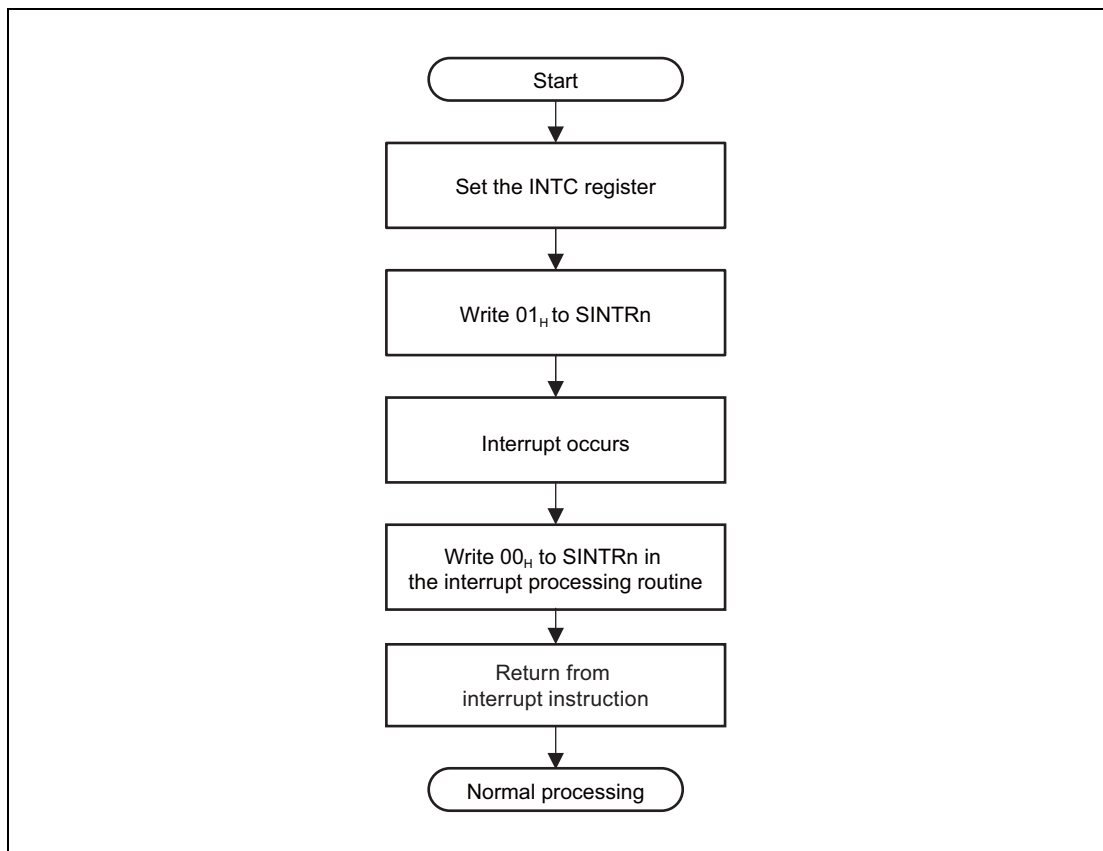 Start
Set the INTC register
Write 01H to SINTRn
Interrupt occurs
Write 00H to SINTRn in
the interrupt processing routine
Return from
interrupt instruction
Normal processing